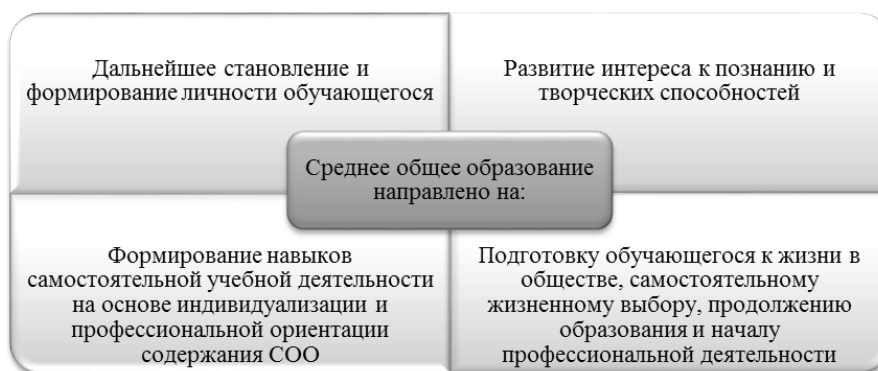 Дальнейшее становление и
формирование личности обучающегося
Развитие интереса к познанию и
творческих способностей
Среднее общее образование
направлено на:
Формирование навыков
самостоятельной учебной деятельности
на основе индивидуализации и
профессиональной ориентации
содержания СОО
Подготовку обучающегося к жизни в
обществе, самостоятельному
жизненному выбору, продолжению
образования и началу
профессиональной деятельности